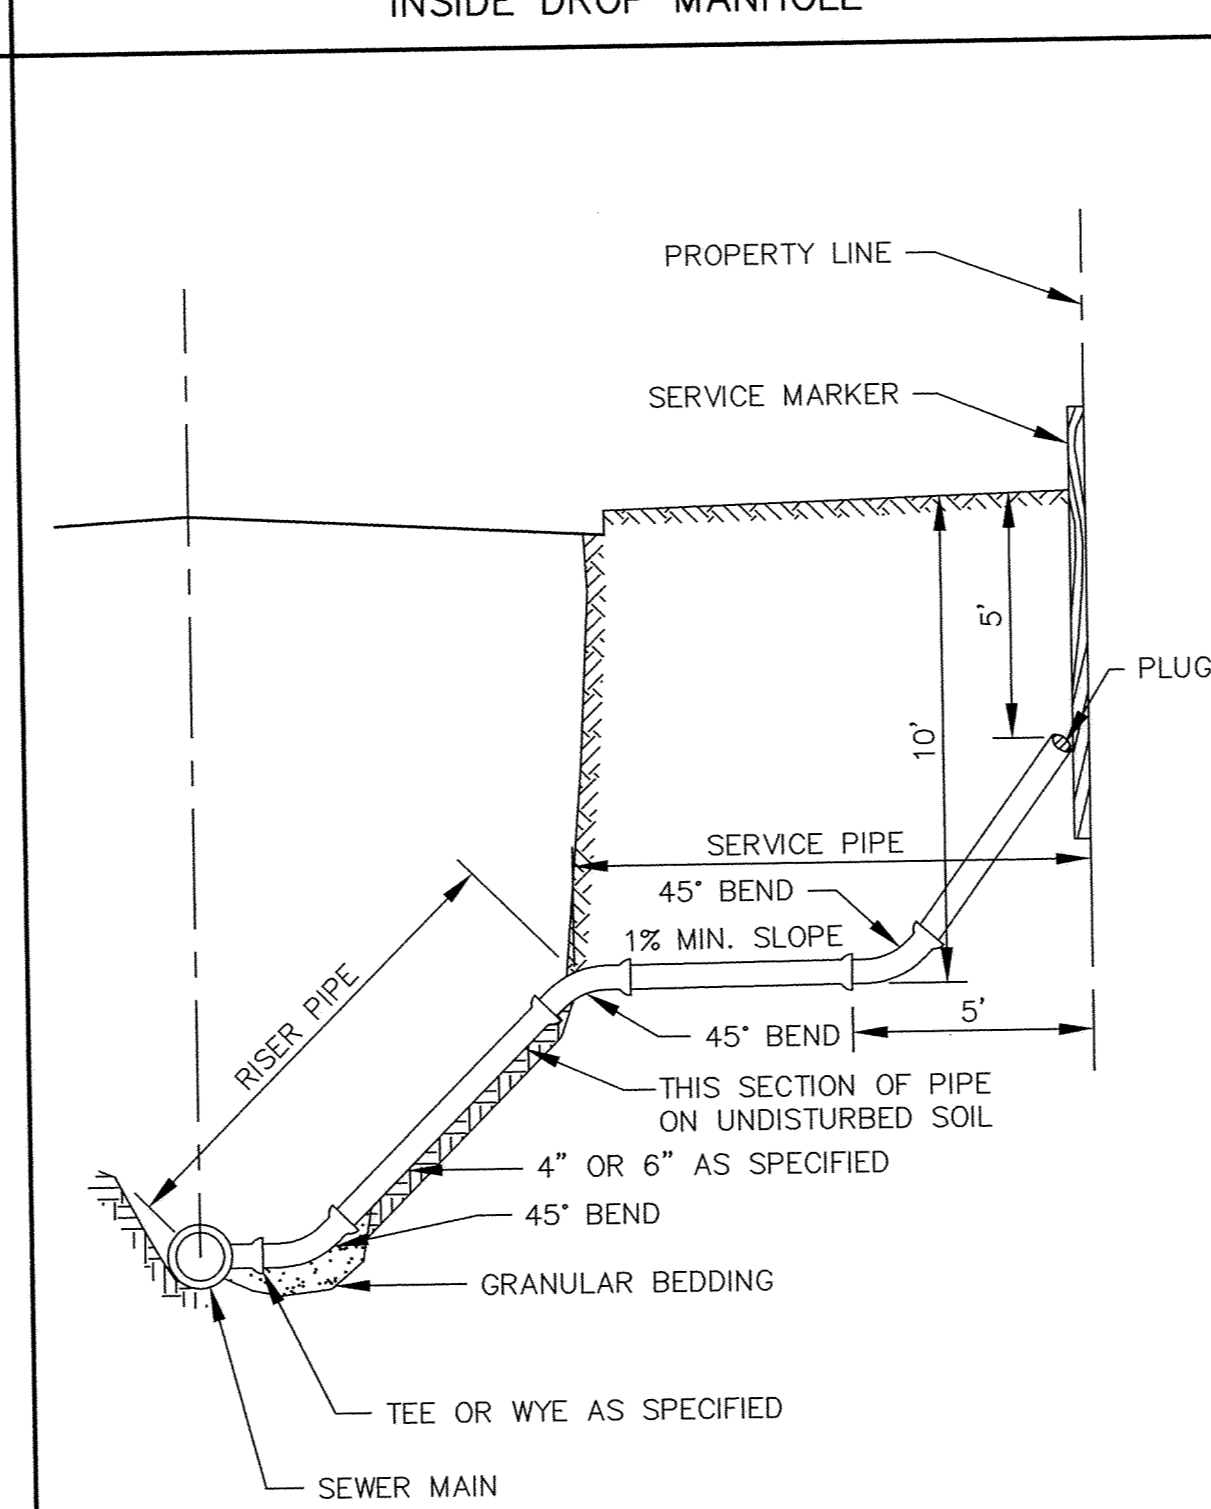 INSIDE DROP MANHOLE
PROPERTY LINE
SERVICE MARKER
5'
PLUG
10'
SERVICE PIPE
45° BEND
1% MIN. SLOPE
RISER PIPE
5'
45° BEND
THIS SECTION OF PIPE
ON UNDISTURBED SOIL
4" OR 6" AS SPECIFIED
45° BEND
GRANULAR BEDDING
TEE OR WYE AS SPECIFIED
SEWER MAIN